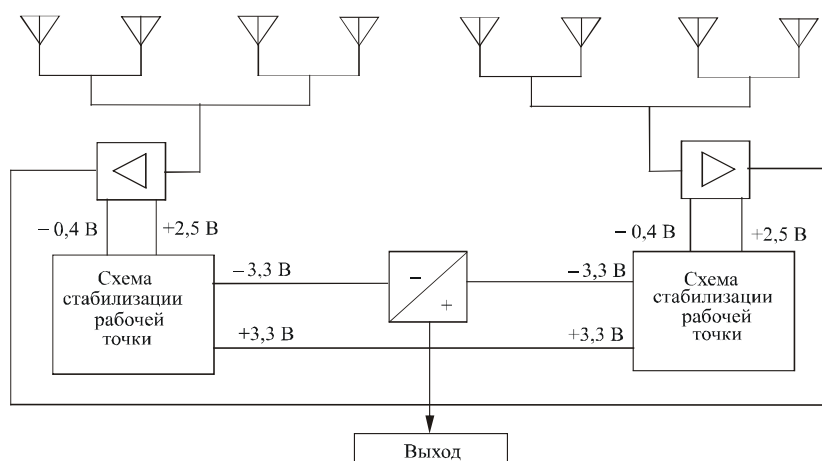 − 0,4 В
+2,5 В
− 0,4 В
+2,5 В
Схема
стабилизации
рабочей
точки
−3,3 В
+3,3 В
−
+
−3,3 В
+3,3 В
Схема
стабилизации
рабочей
точки
Выход